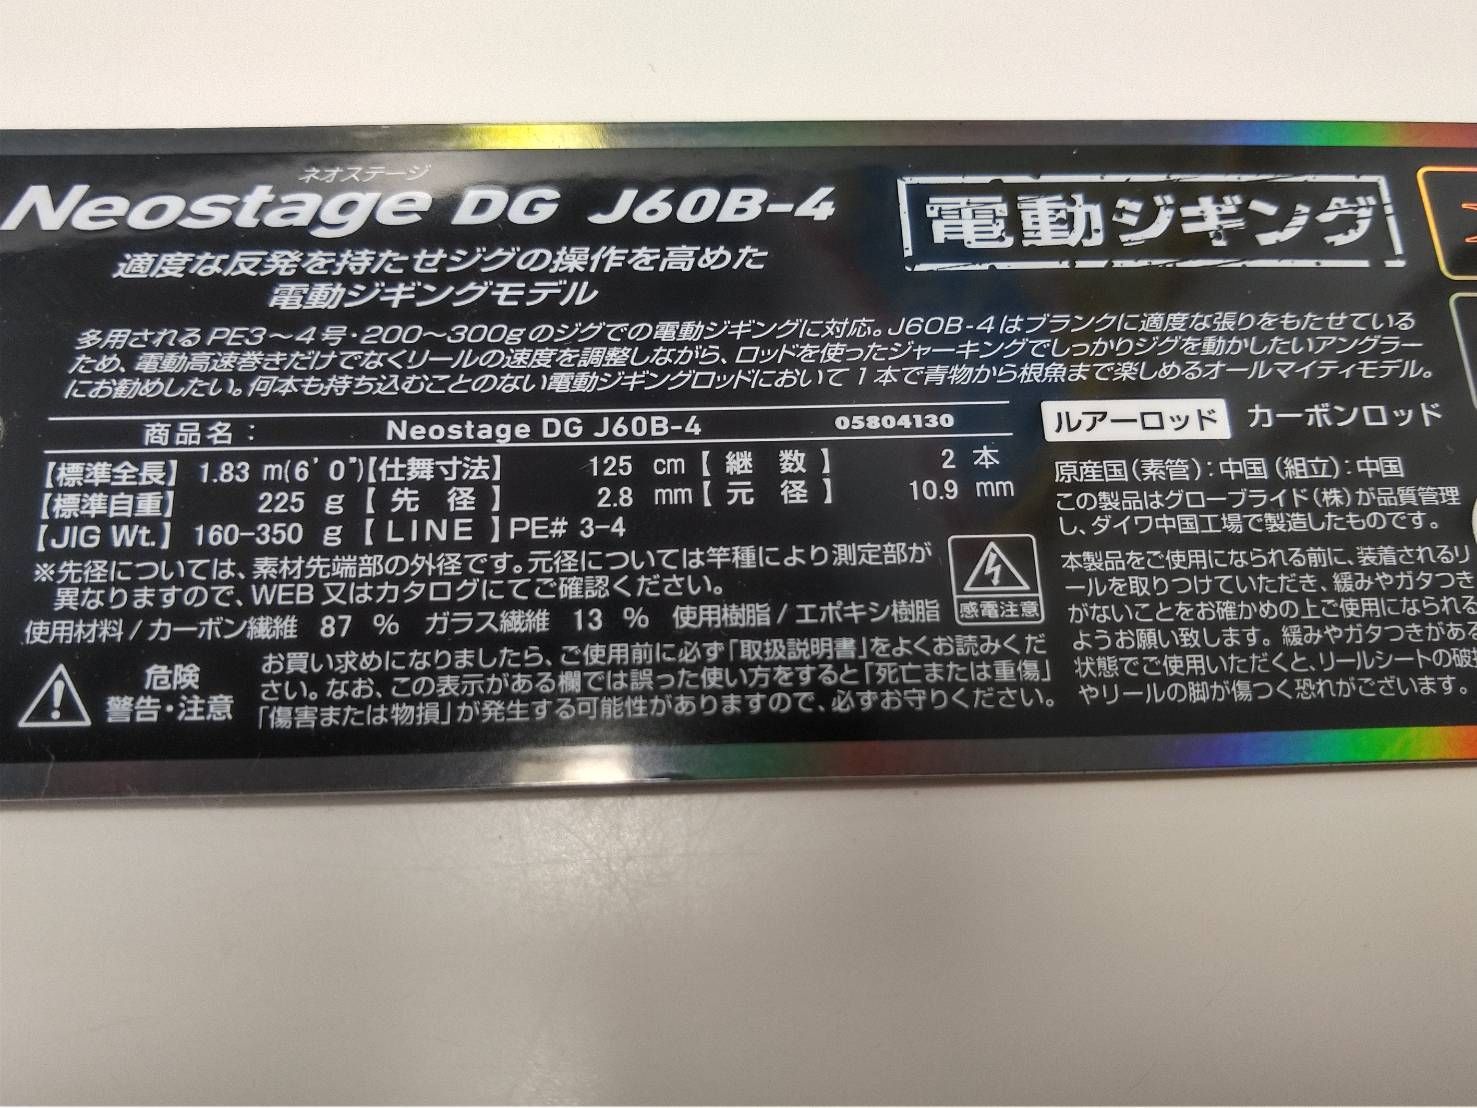 ネオステージ
Neostage DG J60B-4
電動ジギング
適度な反発を持たせジグの操作を高めた
電動ジギングモデル
多用されるPE3～4号・200～300gのジグでの電動ジギングに対応。J60B-4はブランクに適度な張りをもたせている
ため、電動高速巻きだけでなくリールの速度を調整しながら、ロッドを使ったジャーキングでしっかりジグを動かしたいアングラー
にお勧めしたい。何本も持ち込むことのない電動ジギングロッドにおいて1本で青物から根魚まで楽しめるオールマイティモデル。
商品名： Neostage DG J60B-4 05804130
【標準全長】 1.83 m(6'0")【仕舞寸法】 125 cm【継数】 2 本
【標準自重】 225 g【先径】 2.8 mm【元径】 10.9 mm
【JIG Wt.】 160-350 g【LINE】PE# 3-4
※先径については、素材先端部の外径です。元径については竿種により測定部が
異なりますので、WEB又はカタログにてご確認ください。
使用材料/カーボン繊維 87 % ガラス繊維 13 % 使用樹脂/エポキシ樹脂
感電注意
危険
警告・注意
お買い求めになりましたら、ご使用前に必ず「取扱説明書」をよくお読みくだ
さい。なお、この表示がある欄では誤った使い方をすると「死亡または重傷」
「傷害または物損」が発生する可能性がありますので、必ずお守りください。
ルアーロッド カーボンロッド
原産国(素管):中国(組立):中国
この製品はグローブライド(株)が品質管理
し、ダイワ中国工場で製造したものです。
本製品をご使用になられる前に、装着されるリ
ールを取りつけていただき、緩みやガタつき
がないことをお確かめの上ご使用になられる
ようお願い致します。緩みやガタつきがある
状態でご使用いただくと、リールシートの破
やリールの脚が傷つく恐れがございます。